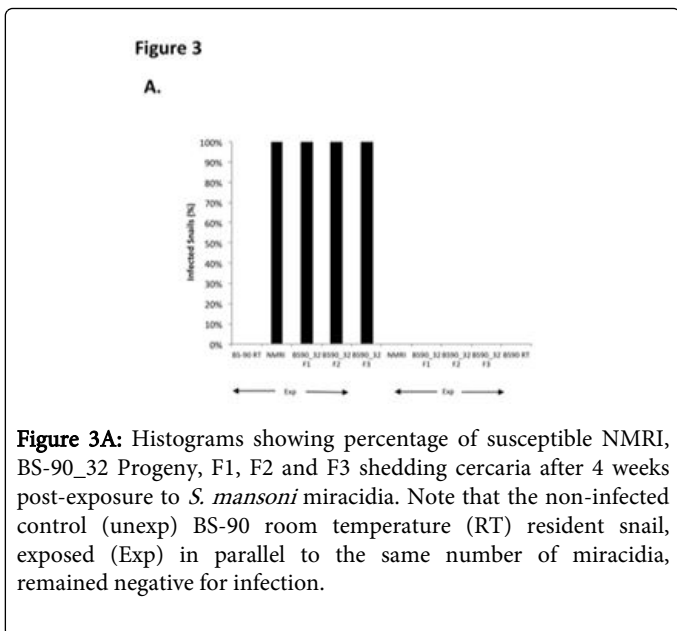 Figure 3
A.
100%
90%
80%
70%
60%
50%
40%
30%
20%
10%
0%
Infected Snails (%)
BS-90 RT NMRI BS90_32 F1 BS90_32 F2 BS90_32 F3 NMRI BS90_32 F1 BS90_32 F2 BS90_32 F3 BS90 RT
Exp Exp
Figure 3A: Histograms showing percentage of susceptible NMRI,
BS-90_32 Progeny, F1, F2 and F3 shedding cercaria after 4 weeks
post-exposure to S. mansoni miracidia. Note that the non-infected
control (unexp) BS-90 room temperature (RT) resident snail,
exposed (Exp) in parallel to the same number of miracidia,
remained negative for infection.